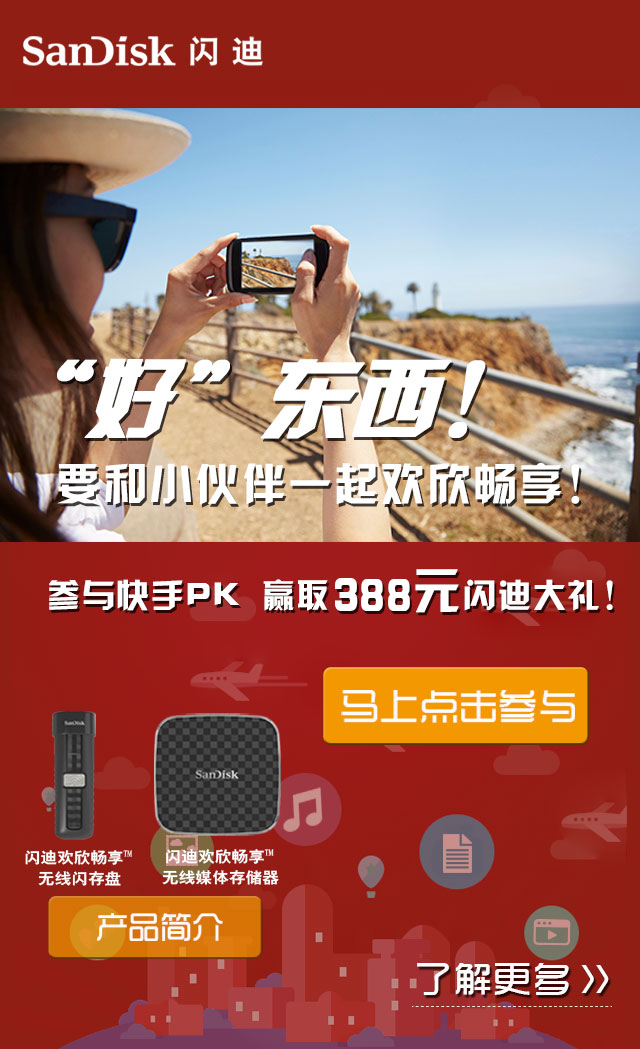 SanDisk 闪迪
“好”东西！
要和小伙伴一起欢欣畅享！
参与快手PK 赢取388元闪迪大礼！
马上点击参与
SanDisk
SanDisk
闪迪欢欣畅享™
无线闪存盘
闪迪欢欣畅享™
无线媒体存储器
产品简介
了解更多 》